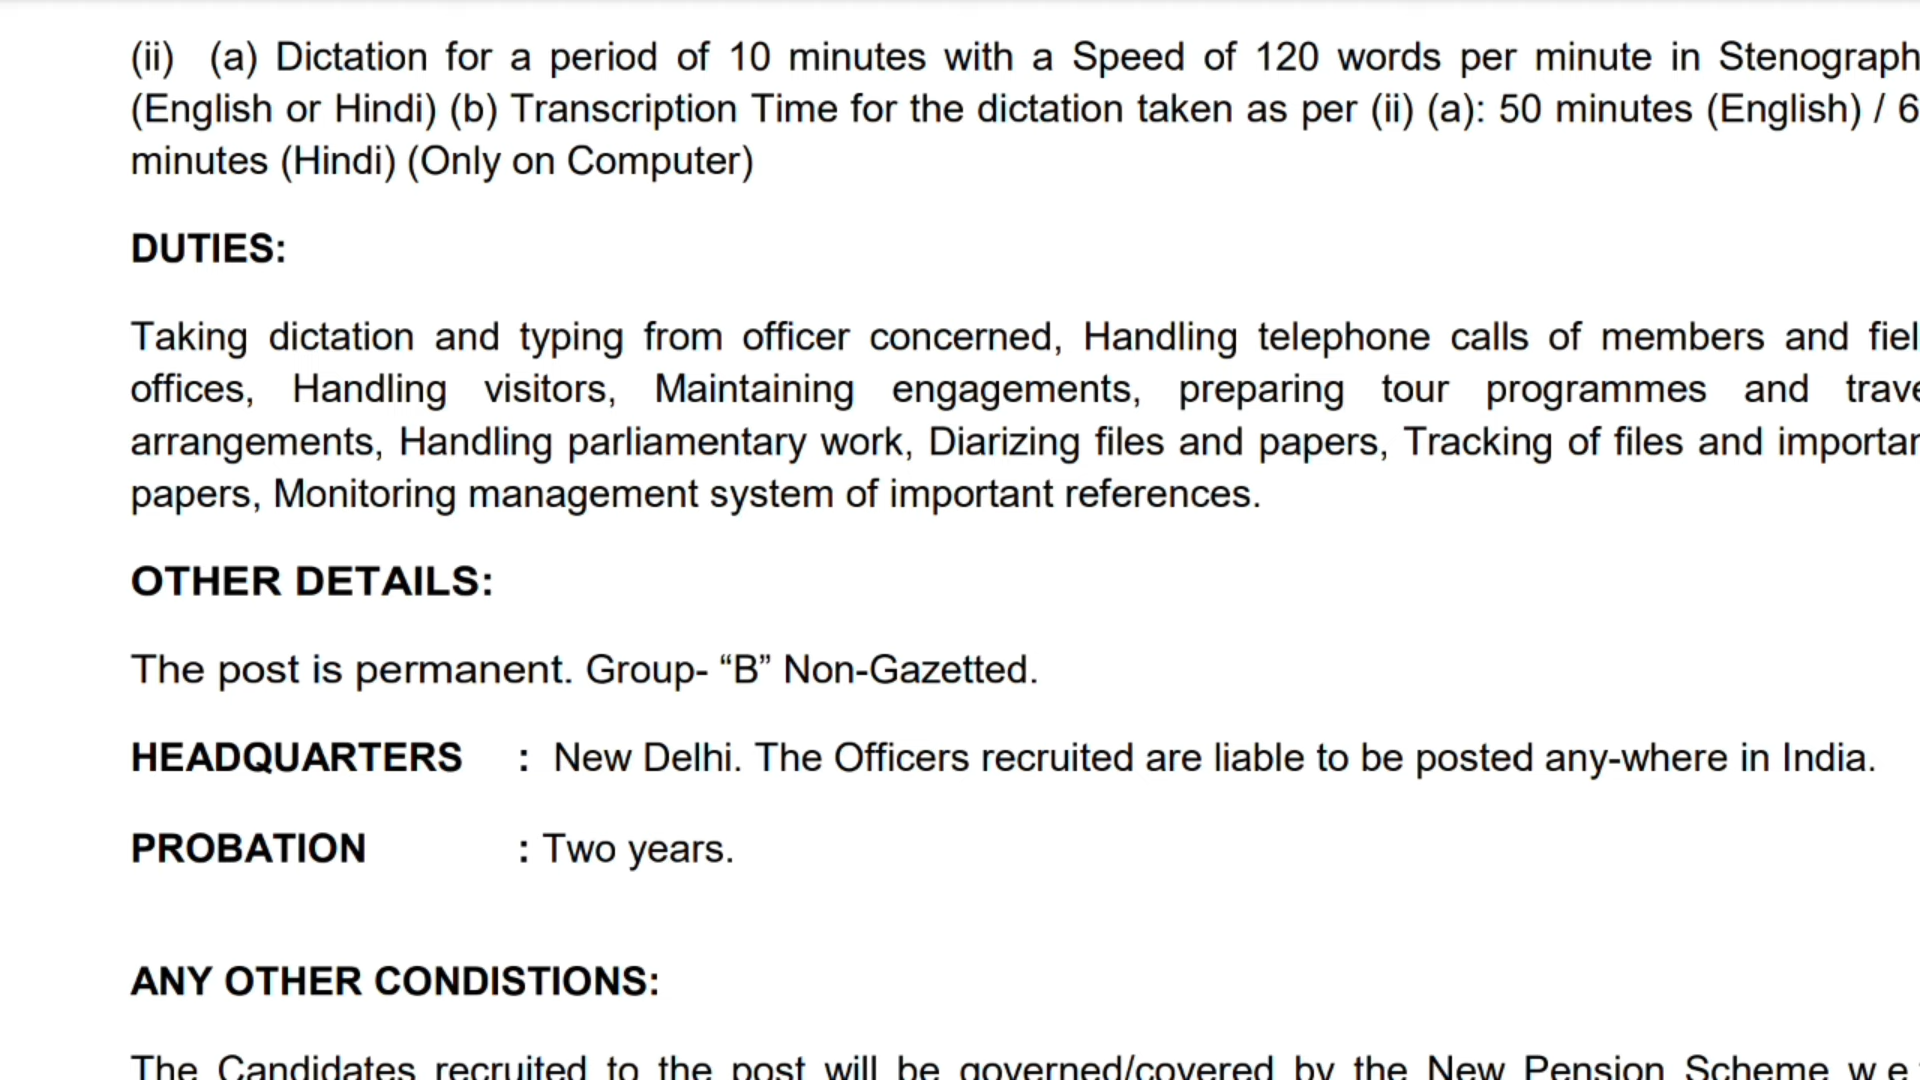 (ii) (a) Dictation for a period of 10 minutes with a Speed of 120 words per minute in Stenograph
(English or Hindi) (b) Transcription Time for the dictation taken as per (ii) (a): 50 minutes (English) / 6
minutes (Hindi) (Only on Computer)
DUTIES:
Taking dictation and typing from officer concerned, Handling telephone calls of members and fiel
offices, Handling visitors, Maintaining engagements, preparing tour programmes and trave
arrangements, Handling parliamentary work, Diarizing files and papers, Tracking of files and importan
papers, Monitoring management system of important references.
OTHER DETAILS:
The post is permanent. Group- “B” Non-Gazetted.
HEADQUARTERS : New Delhi. The Officers recruited are liable to be posted any-where in India.
PROBATION : Two years.
ANY OTHER CONDISTIONS:
The Candidates recruited to the post will be governed/covered by the New Pension Scheme w.e.